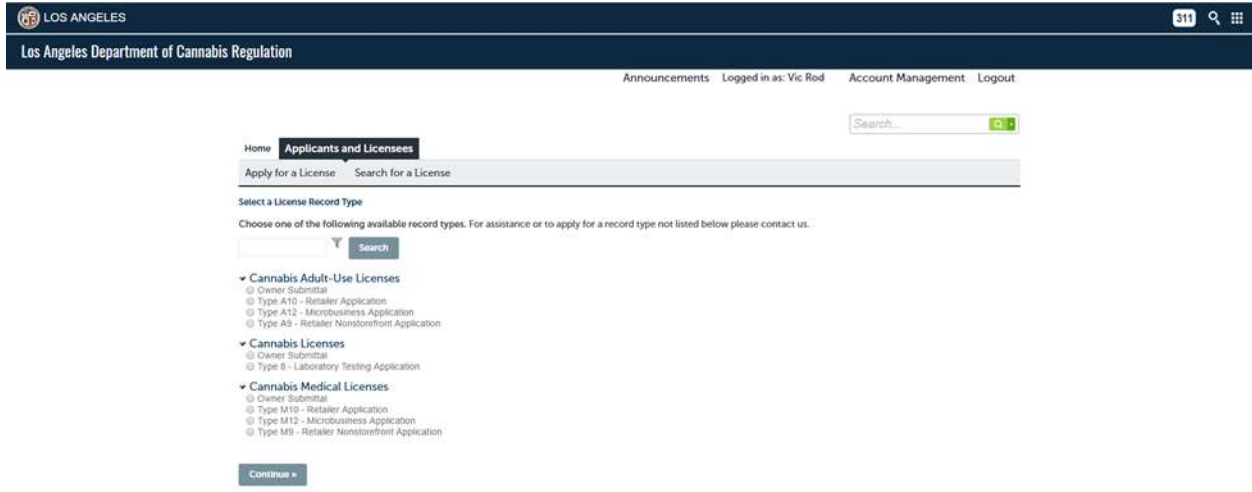 LOS ANGELES
311
Los Angeles Department of Cannabis Regulation
Announcements Logged in as: Vic Rod Account Management Logout
Search...
Home Applicants and Licensees
Apply for a License Search for a License
Select a License Record Type
Choose one of the following available record types. For assistance or to apply for a record type not listed below please contact us.
Search
Cannabis Adult-Use Licenses
Owner Submittal
Type A10 - Retailer Application
Type A12 - Microbusiness Application
Type A9 - Retailer Nonstorefront Application
Cannabis Licenses
Owner Submittal
Type 8 - Laboratory Testing Application
Cannabis Medical Licenses
Owner Submittal
Type M10 - Retailer Application
Type M12 - Microbusiness Application
Type M9 - Retailer Nonstorefront Application
Continue »